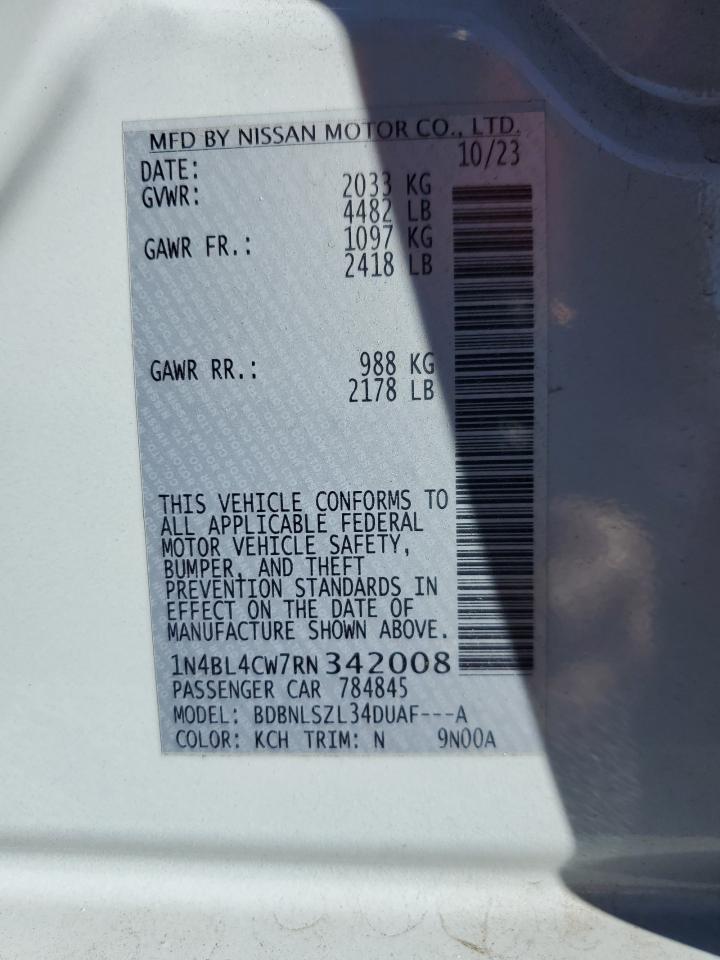 MFD BY NISSAN MOTOR CO., LTD.
DATE: 10/23
GVWR: 2033 KG
4482 LB
GAWR FR.: 1097 KG
2418 LB
GAWR RR.: 988 KG
2178 LB
THIS VEHICLE CONFORMS TO
ALL APPLICABLE FEDERAL
MOTOR VEHICLE SAFETY,
BUMPER, AND THEFT
PREVENTION STANDARDS IN
EFFECT ON THE DATE OF
MANUFACTURE SHOWN ABOVE.
1N4BL4CW7RN342008
PASSENGER CAR 784845
MODEL: BDBNLSZL34DUAF---A
COLOR: KCH TRIM: N 9N00A